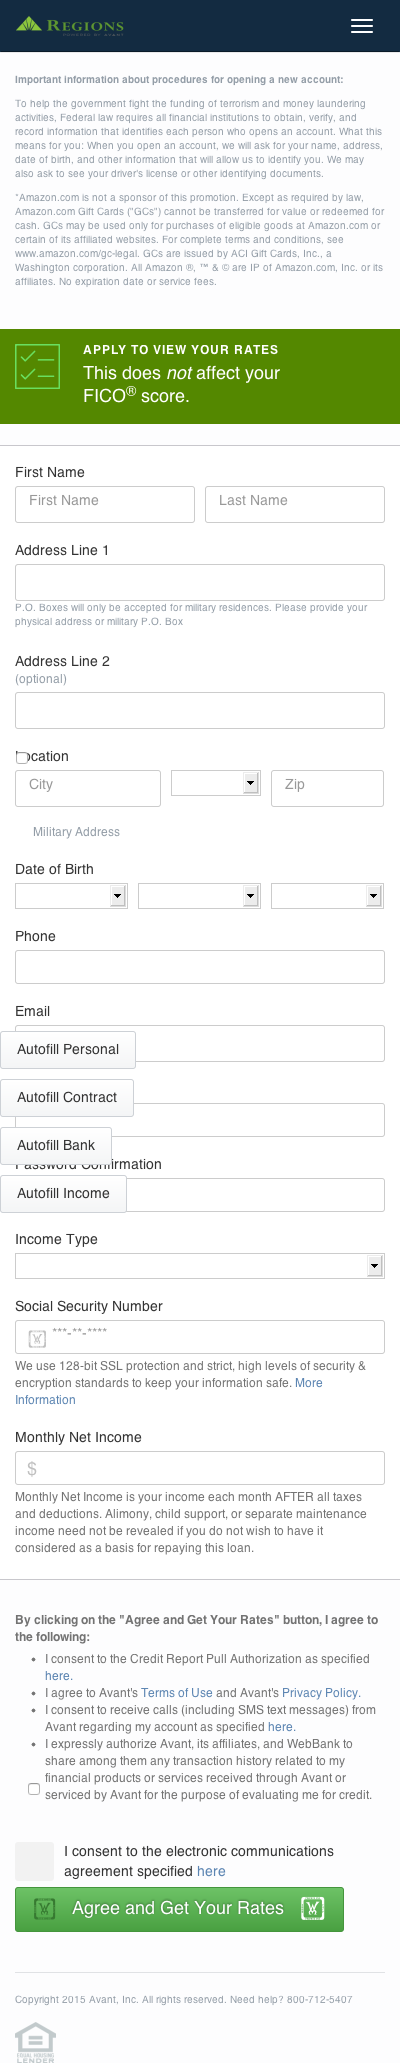 REGIONS
POWERED BY AVANT
Important information about procedures for opening a new account:
To help the government fight the funding of terrorism and money laundering
activities, Federal law requires all financial institutions to obtain, verify, and
record information that identifies each person who opens an account. What this
means for you: When you open an account, we will ask for your name, address,
date of birth, and other information that will allow us to identify you. We may
also ask to see your driver's license or other identifying documents.
*Amazon.com is not a sponsor of this promotion. Except as required by law,
Amazon.com Gift Cards ("GCs") cannot be transferred for value or redeemed for
cash. GCs may be used only for purchases of eligible goods at Amazon.com or
certain of its affiliated websites. For complete terms and conditions, see
www.amazon.com/gc-legal. GCs are issued by ACI Gift Cards, Inc., a
Washington corporation. All Amazon ®, ™ & © are IP of Amazon.com, Inc. or its
affiliates. No expiration date or service fees.
APPLY TO VIEW YOUR RATES
This does not affect your
FICO® score.
First Name
First Name Last Name
Address Line 1
P.O. Boxes will only be accepted for military residences. Please provide your
physical address or military P.O. Box
Address Line 2
(optional)
Location
City Zip
Military Address
Date of Birth
Phone
Email
Autofill Personal
Autofill Contract
Autofill Bank
Password Confirmation
Autofill Income
Income Type
Social Security Number
***-**-****
We use 128-bit SSL protection and strict, high levels of security &
encryption standards to keep your information safe. More
Information
Monthly Net Income
$
Monthly Net Income is your income each month AFTER all taxes
and deductions. Alimony, child support, or separate maintenance
income need not be revealed if you do not wish to have it
considered as a basis for repaying this loan.
By clicking on the "Agree and Get Your Rates" button, I agree to
the following:
• I consent to the Credit Report Pull Authorization as specified
here.
• I agree to Avant's Terms of Use and Avant's Privacy Policy.
• I consent to receive calls (including SMS text messages) from
Avant regarding my account as specified here.
• I expressly authorize Avant, its affiliates, and WebBank to
share among them any transaction history related to my
financial products or services received through Avant or
serviced by Avant for the purpose of evaluating me for credit.
I consent to the electronic communications
agreement specified here
Agree and Get Your Rates
Copyright 2015 Avant, Inc. All rights reserved. Need help? 800-712-5407
EQUAL HOUSING
LENDER